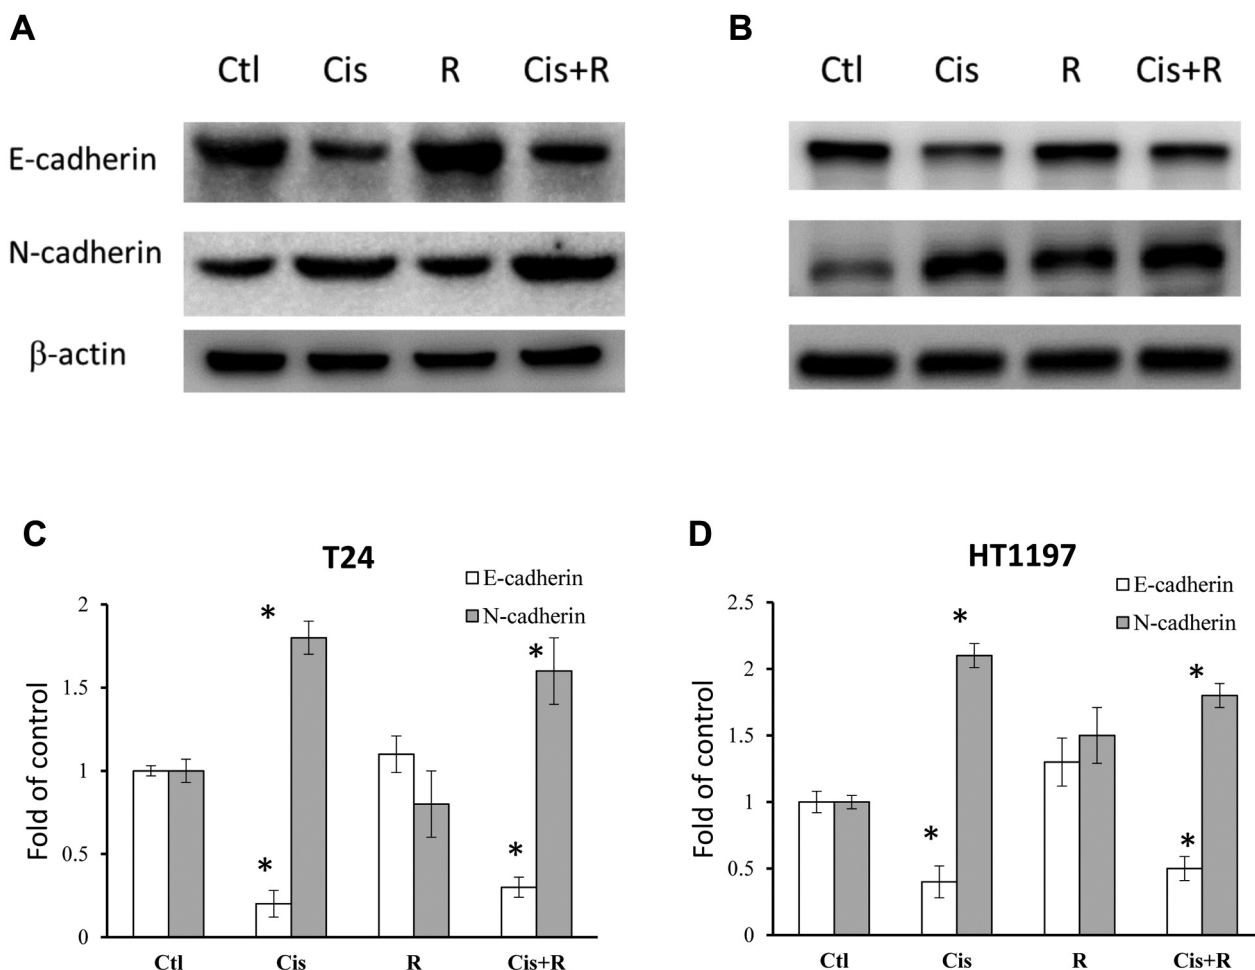 A
B
Ctl Cis R Cis+R
Ctl Cis R Cis+R
E-cadherin
N-cadherin
β-actin
C
T24
E-cadherin
N-cadherin
Fold of control
2
1.5
1
0.5
0
*
*
*
*
Ctl Cis R Cis+R
D
HT1197
E-cadherin
N-cadherin
Fold of control
2.5
2
1.5
1
0.5
0
*
*
*
*
Ctl Cis R Cis+R